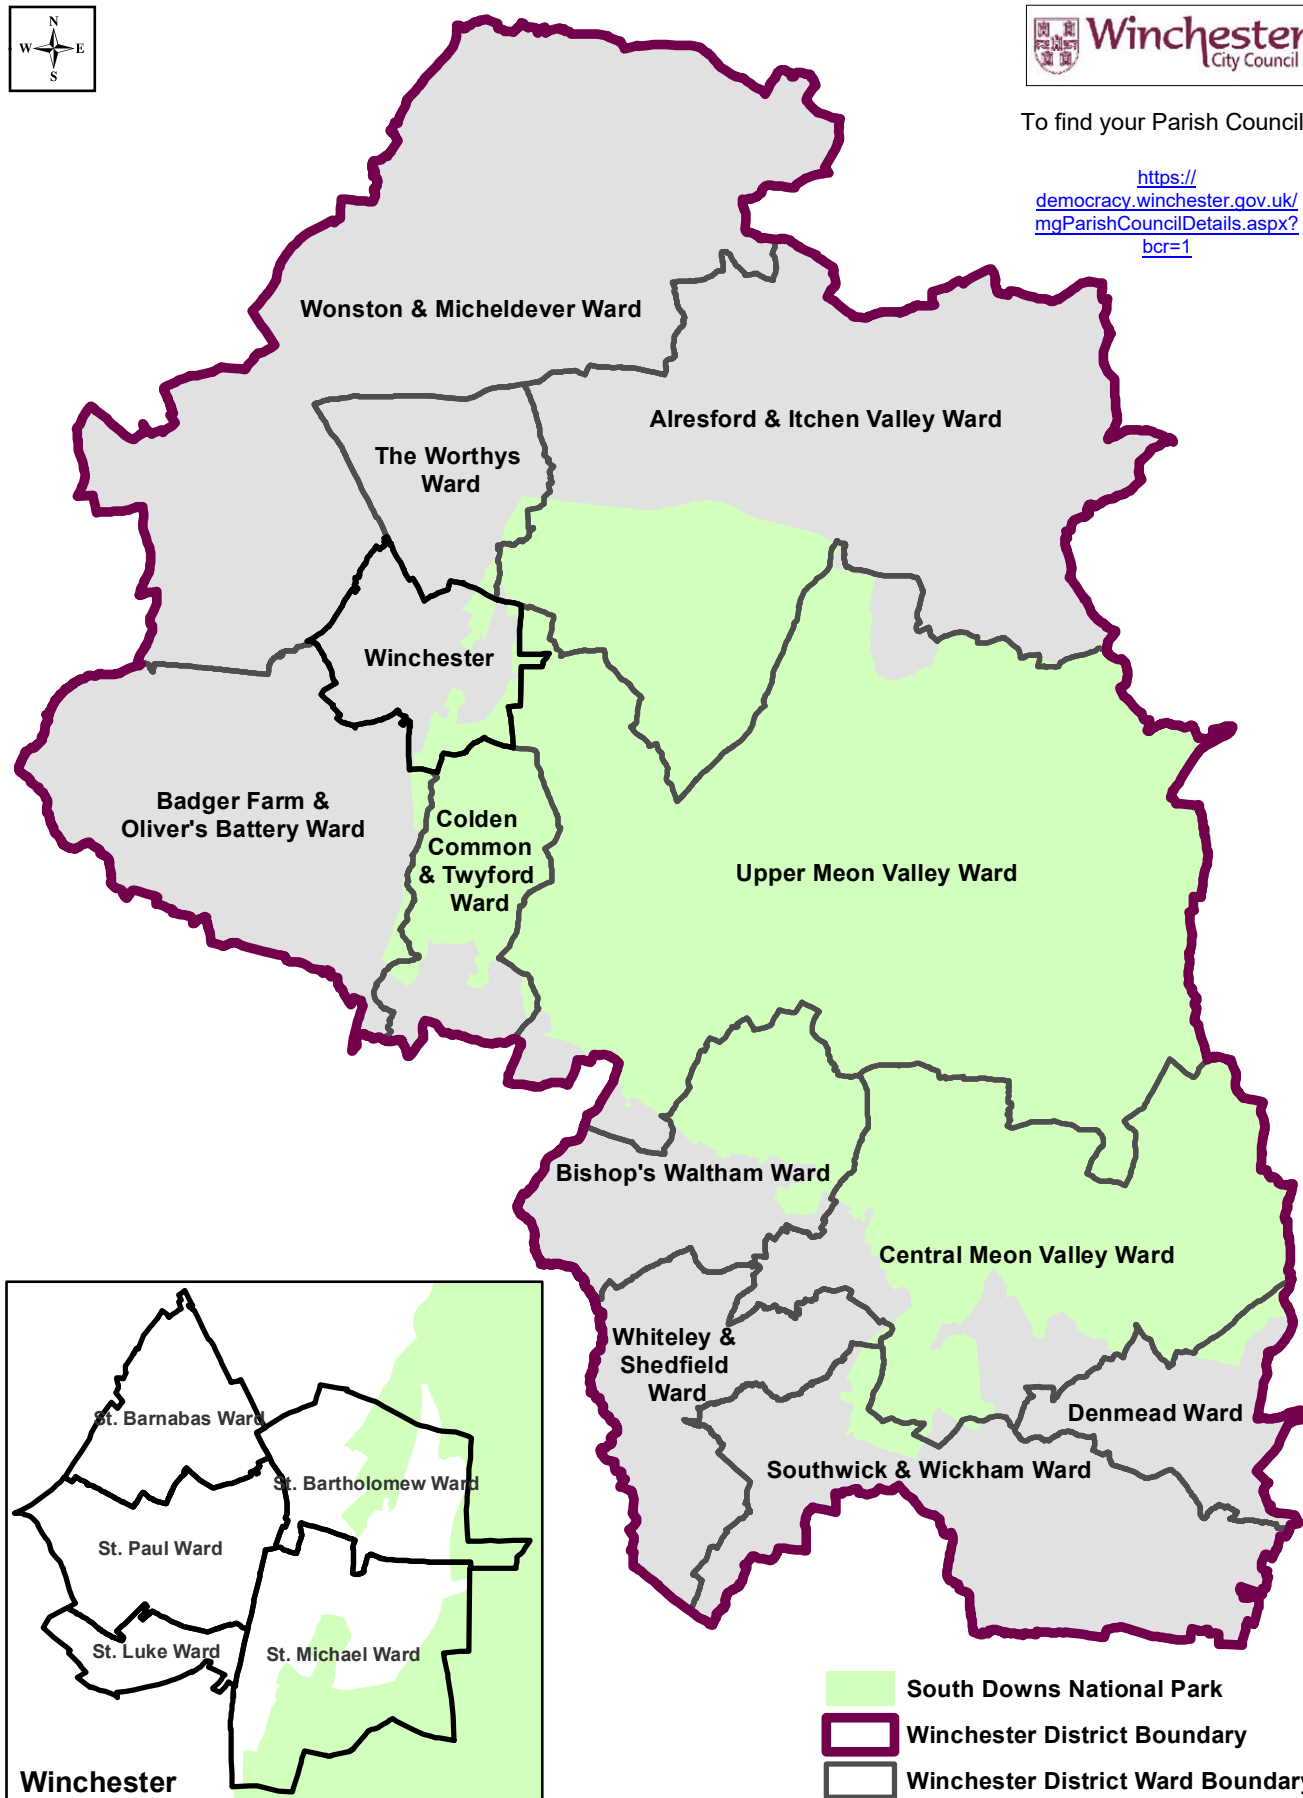 N
W E
S
Winchester
City Council
To find your Parish Council
https://
democracy.winchester.gov.uk/
mgParishCouncilDetails.aspx?
bcr=1
Wonston & Micheldever Ward
Alresford & Itchen Valley Ward
The Worthys
Ward
Winchester
Badger Farm &
Oliver's Battery Ward
Colden
Common
& Twyford
Ward
Upper Meon Valley Ward
Bishop's Waltham Ward
Central Meon Valley Ward
Whiteley &
Shedfield
Ward
Denmead Ward
Southwick & Wickham Ward
St. Barnabas Ward
St. Bartholomew Ward
St. Paul Ward
St. Luke Ward
St. Michael Ward
Winchester
South Downs National Park
Winchester District Boundary
Winchester District Ward Boundary